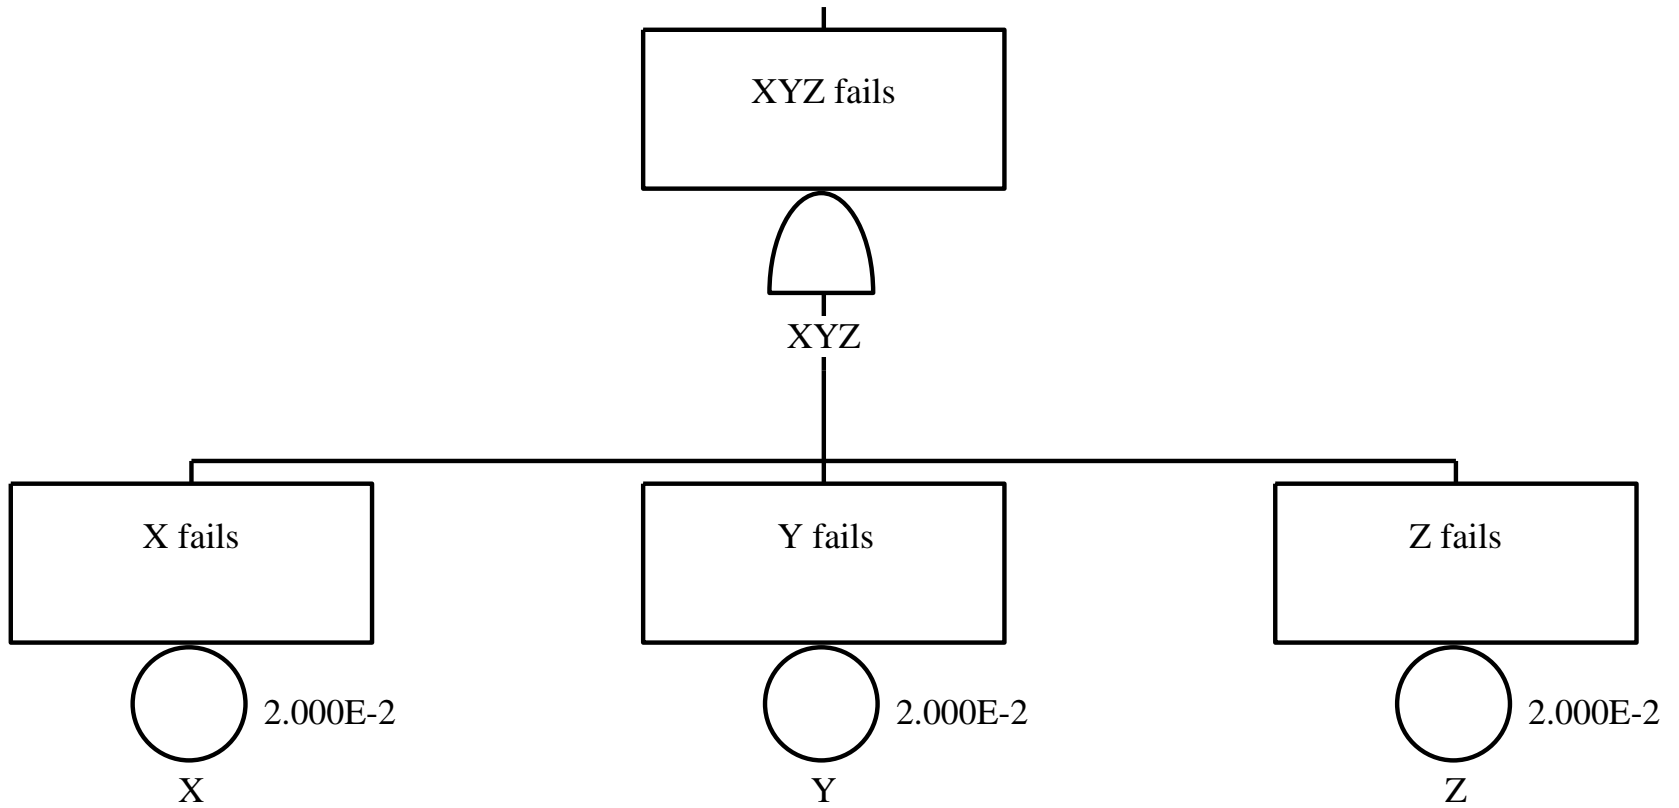 XYZ fails
XYZ
X fails
Y fails
Z fails
2.000E-2
2.000E-2
2.000E-2
X
Y
Z